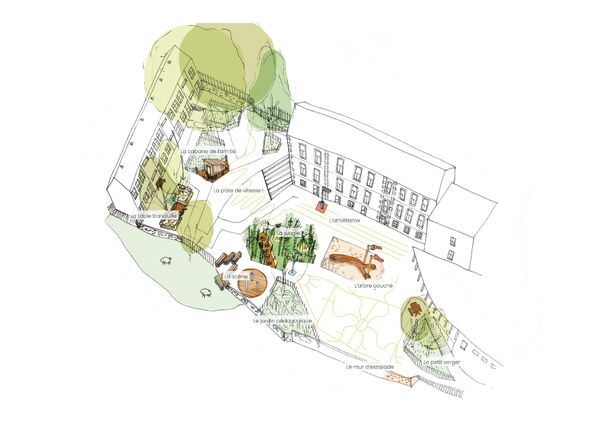 La cabane de l'amitié
La piste de vitesse !
La table tranquille
L'athlétisme
La jungle
La scène
L'arbre couché
Le jardin pédagogique
Le petit verger
Le mur d'escalade